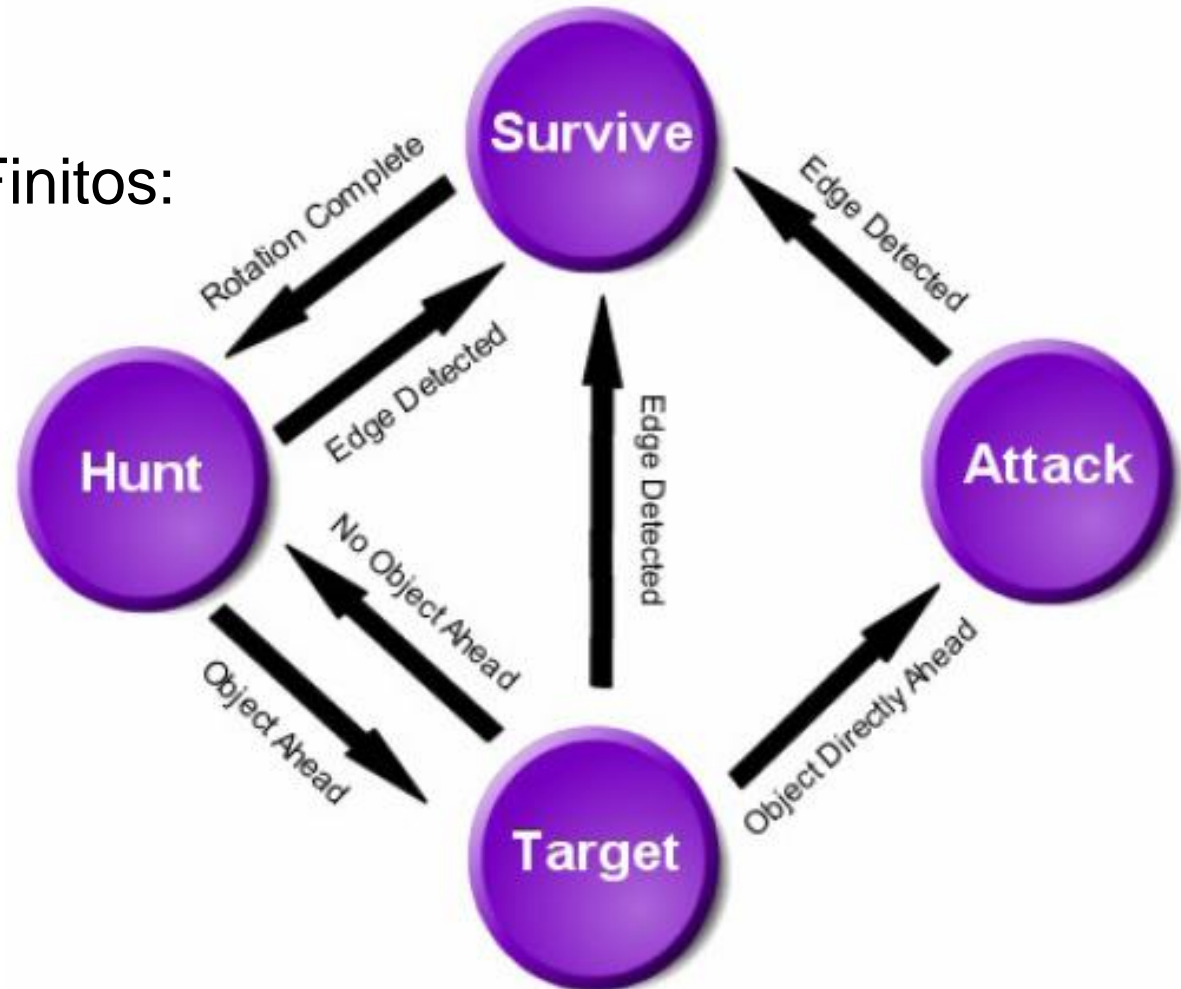 Finitos:
Survive
Rotation Complete
Edge Detected
Edge Detected
Hunt
Edge Detected
Attack
No Object Ahead
Object Ahead
Object Directly Ahead
Target